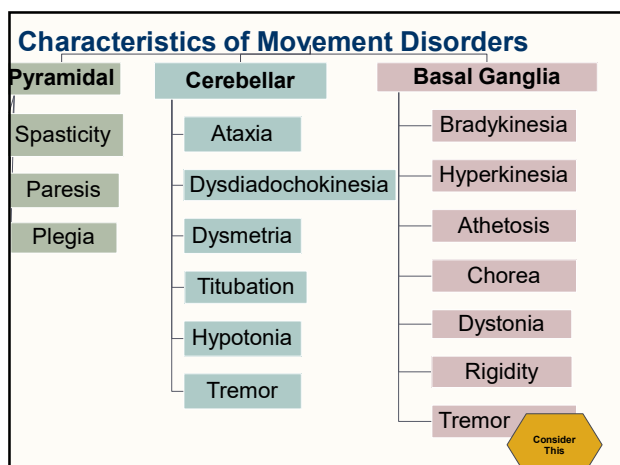 Characteristics of Movement Disorders
Pyramidal
Spasticity
Paresis
Plegia
Cerebellar
Ataxia
Dysdiadochokinesia
Dysmetria
Titubation
Hypotonia
Tremor
Basal Ganglia
Bradykinesia
Hyperkinesia
Athetosis
Chorea
Dystonia
Rigidity
Tremor
Consider
This